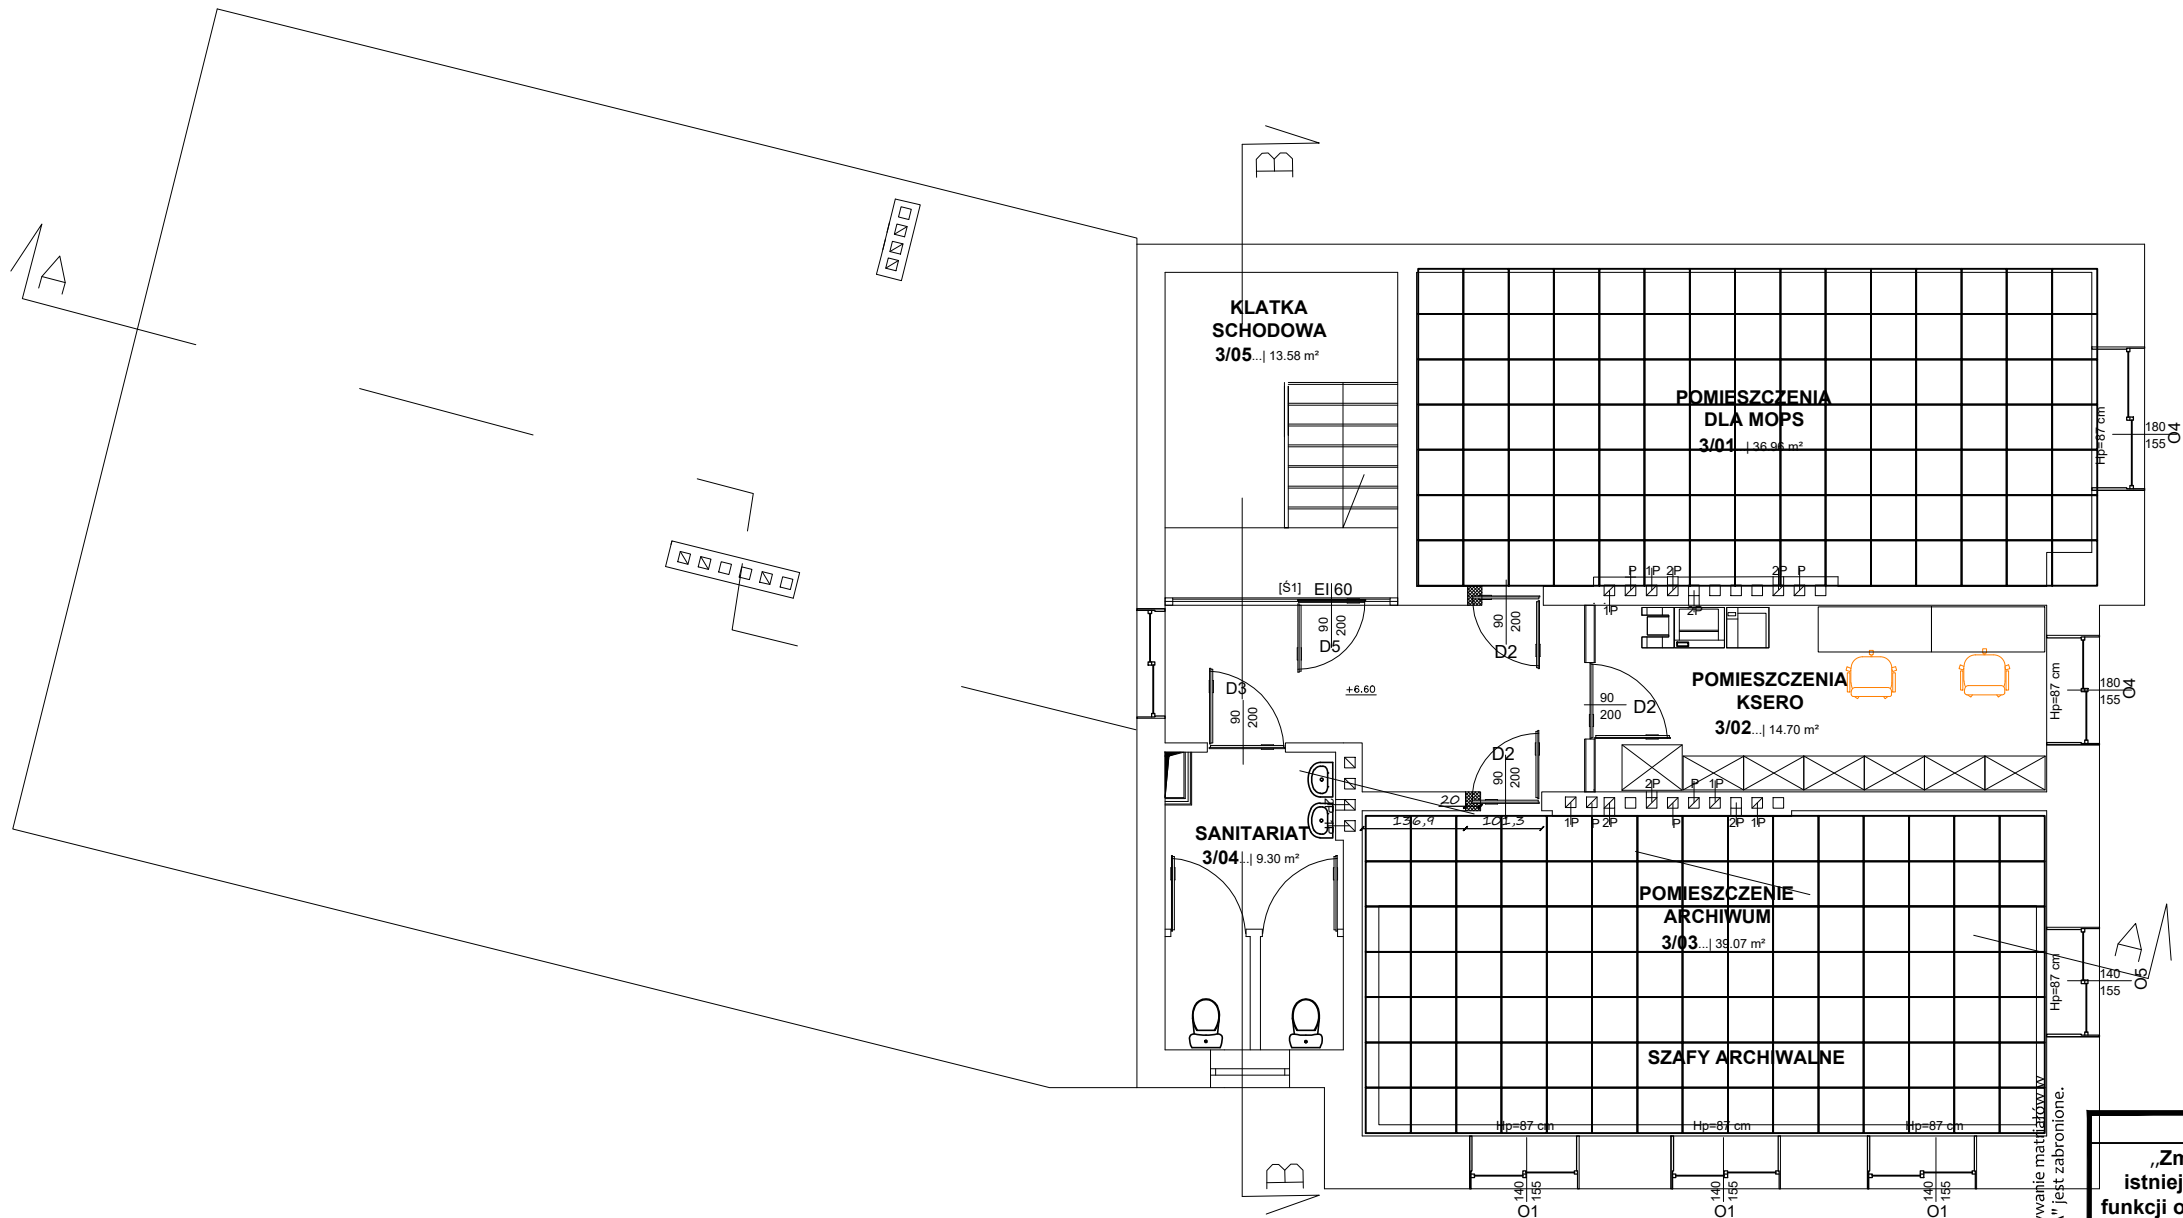 B
A
KLATKA
SCHODOWA
3/05...| 13.58 m²
POMIESZCZENIA
DLA MOPS
3/01...| 36.96 m²
Hp=87 cm
180
155
O4
[Ś1] EI 60
90
200
D5
P 1P 2P 2P P
1P 2P
90
200
D2
D3
90
200
+6.60
90
200
D2
POMIESZCZENIA
KSERO
3/02...| 14.70 m²
Hp=87 cm
180
155
O4
D2
90
200
20
136,9
101,3
2P P 1P
1P P 2P P 2P 1P
SANITARIAT
3/04...| 9.30 m²
POMIESZCZENIE
ARCHIWUM
3/03...| 39.07 m²
Hp=87 cm
140
155
O5
A
SZAFY ARCHIWALNE
Hp=87 cm
Hp=87 cm
Hp=87 cm
140
155
O1
140
155
O1
140
155
O1
B
wanie matriałów w
" jest zabronione.
„Zm
istniej
funkcji o